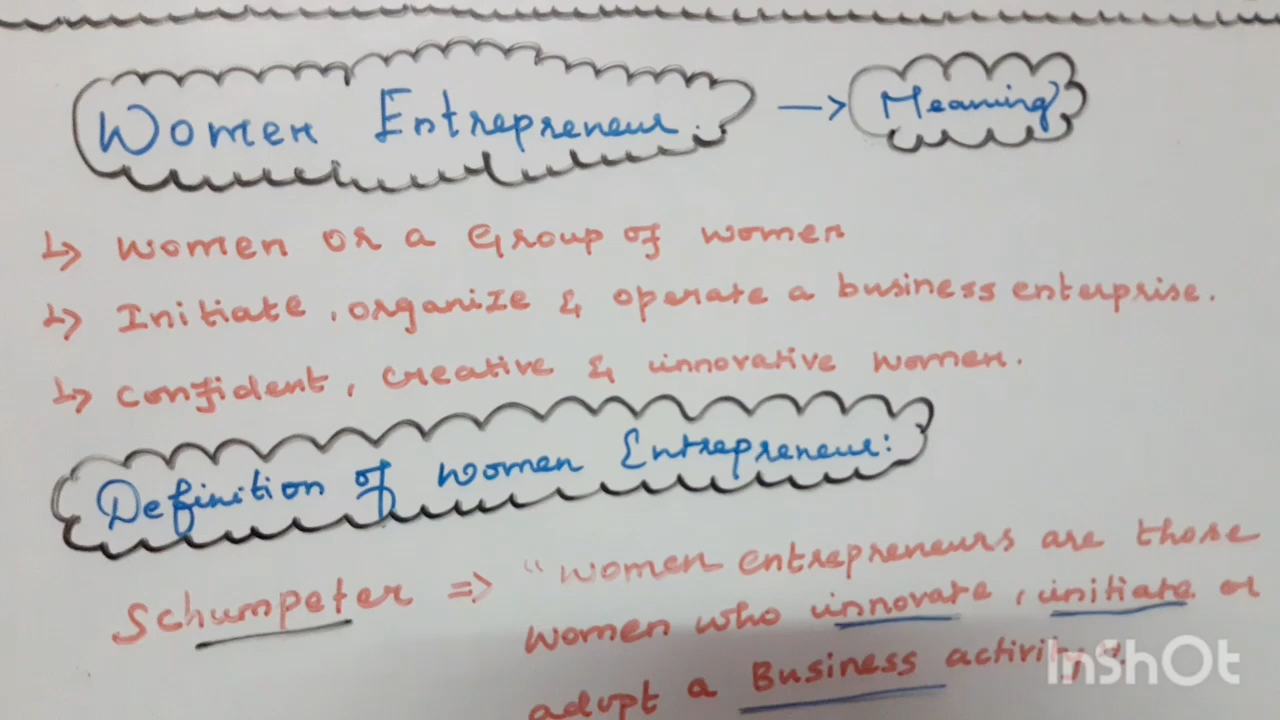 Women Entrepreneur. → Meaning
↳ Women or a Group of women
↳ Initiate, organize & operate a business enterprise.
↳ confident, creative & innovative women.
Definition of women Entrepreneur:
Schumpeter => "Women entrepreneurs are those
Women who innovate, initiate or
adopt a Business activity".
InShOt